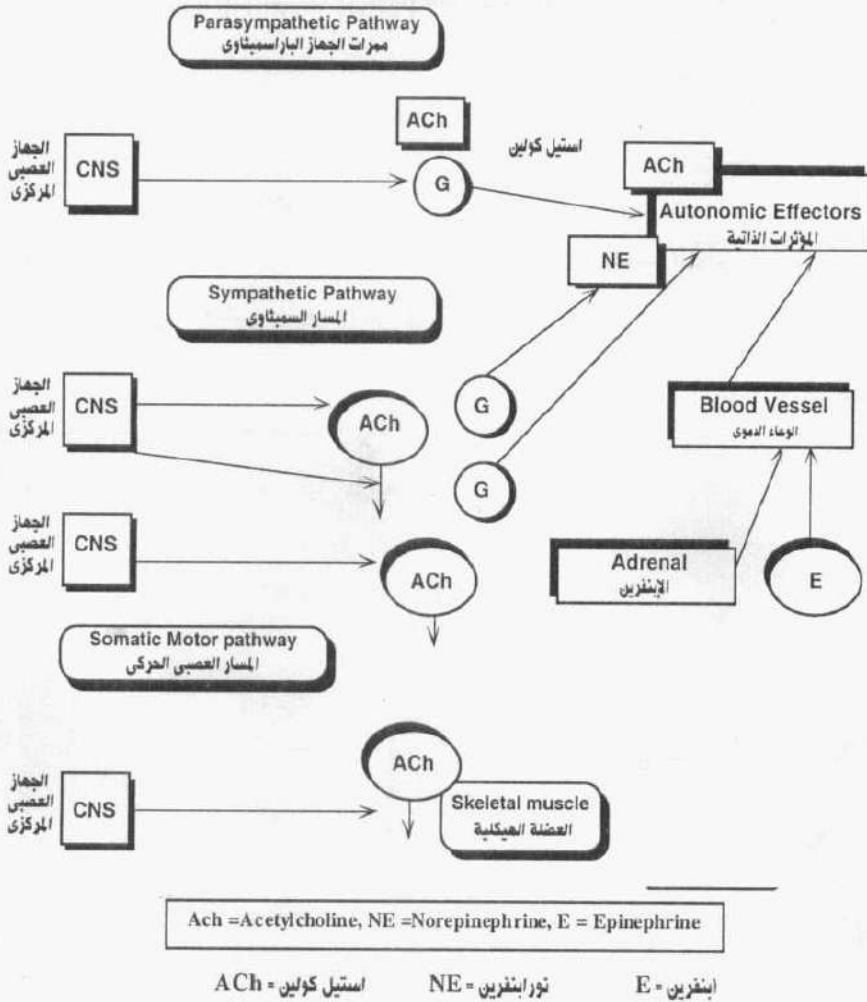 Parasympathetic Pathway
ممرات الجهاز الباراسمبثاوى
ACh
استيل كولين
ACh
الجهاز
العصبى
المركزى
CNS
G
Autonomic Effectors
المؤثرات الذاتية
NE
Sympathetic Pathway
المسار السمبثاوى
الجهاز
العصبى
المركزى
CNS
ACh
G
Blood Vessel
الوعاء الدموى
G
الجهاز
العصبى
المركزى
CNS
ACh
Adrenal
الإبنفرين
E
Somatic Motor pathway
المسار العصبى الحركى
ACh
الجهاز
العصبى
المركزى
CNS
Skeletal muscle
العضلة الهيكلية
Ach =Acetylcholine, NE =Norepinephrine, E = Epinephrine
ACh = استيل كولين NE = نورابنفرين E = ابنفرين